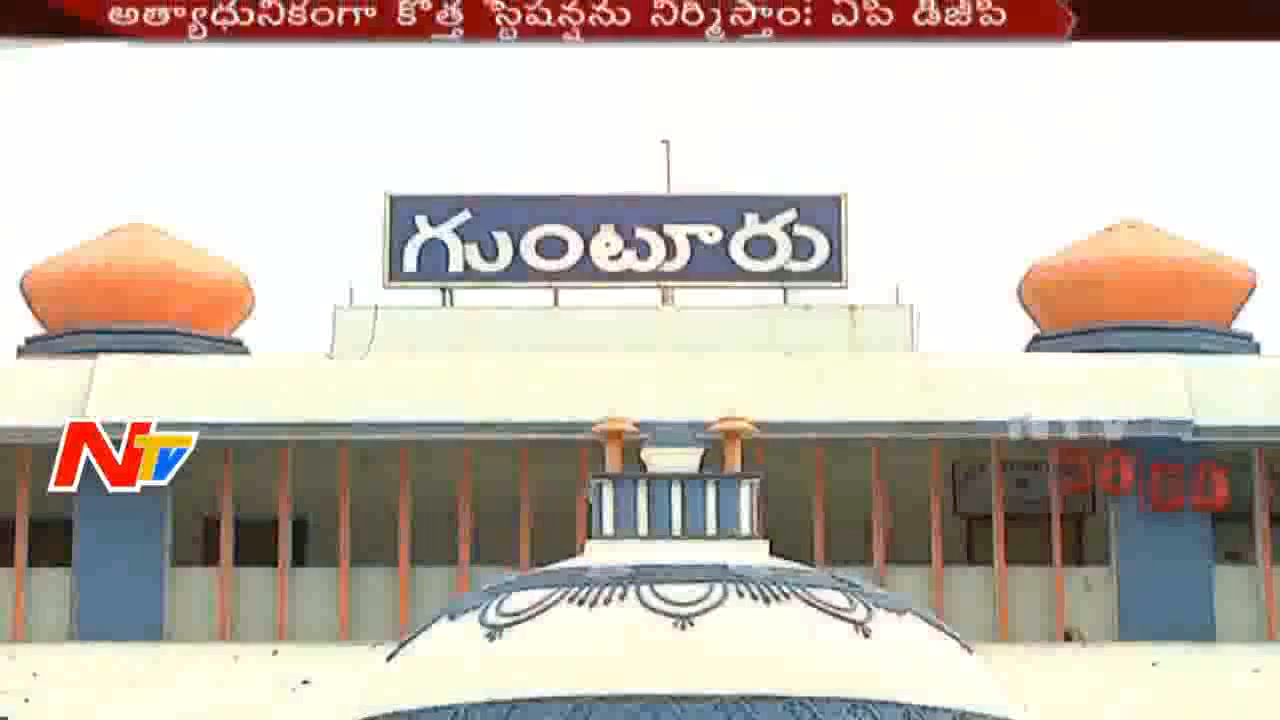 అత్యాధునికంగా కొత్త స్టేషన్లను నిర్మిస్తాం: ఏపీ డీజీపీ
గుంటూరు
NTV